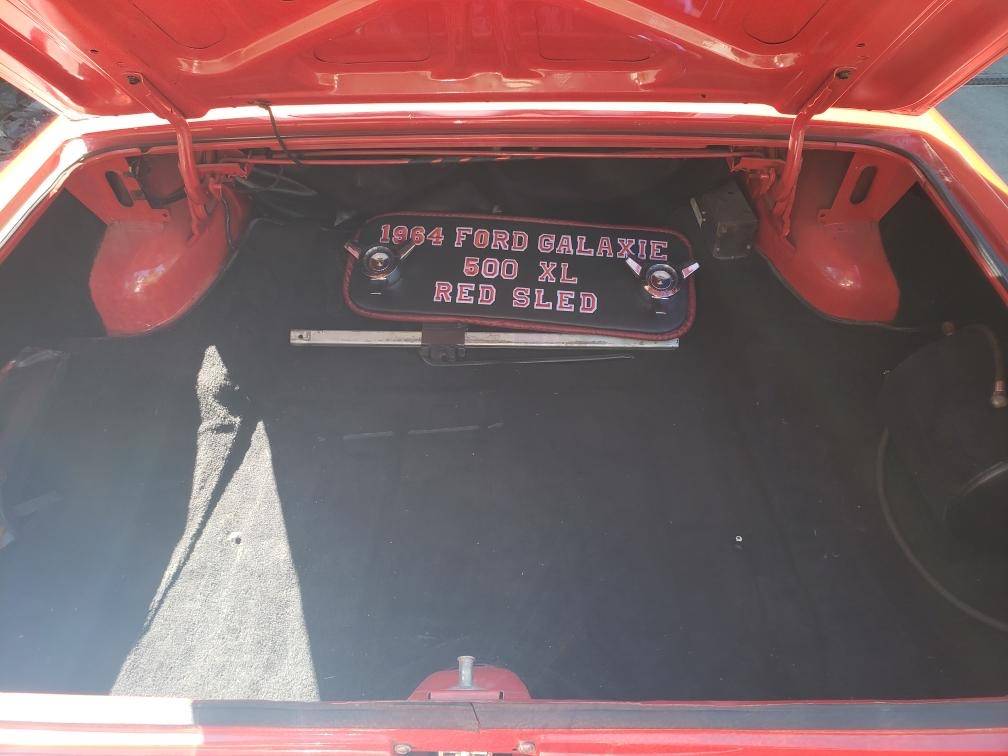 1964 FORD GALAXIE
500 XL
RED SLED